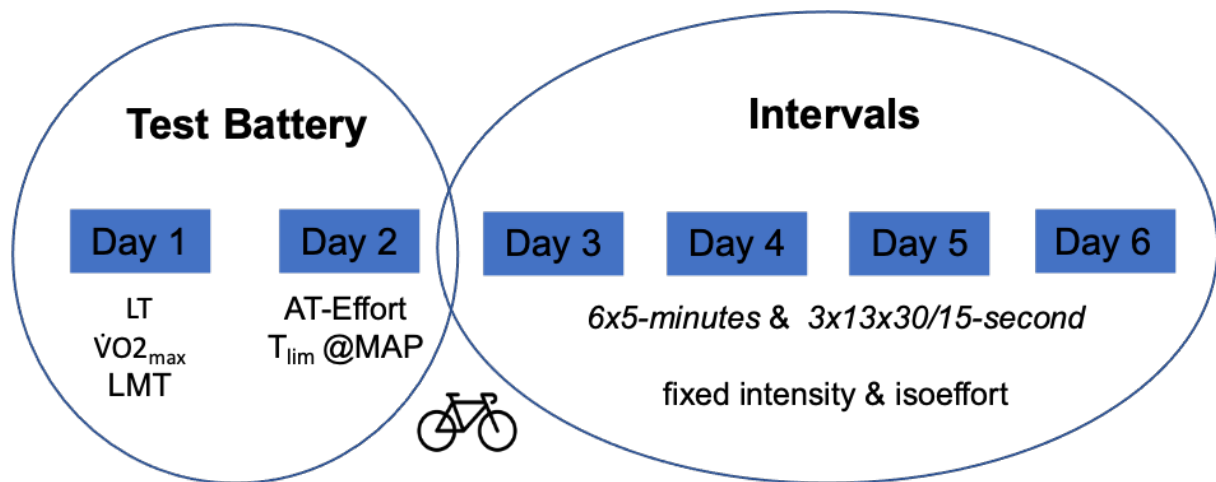 Test Battery
Intervals
Day 1
Day 2
Day 3
Day 4
Day 5
Day 6
LT
V̇O2max
LMT
AT-Effort
Tlim @MAP
6x5-minutes & 3x13x30/15-second
fixed intensity & isoeffort